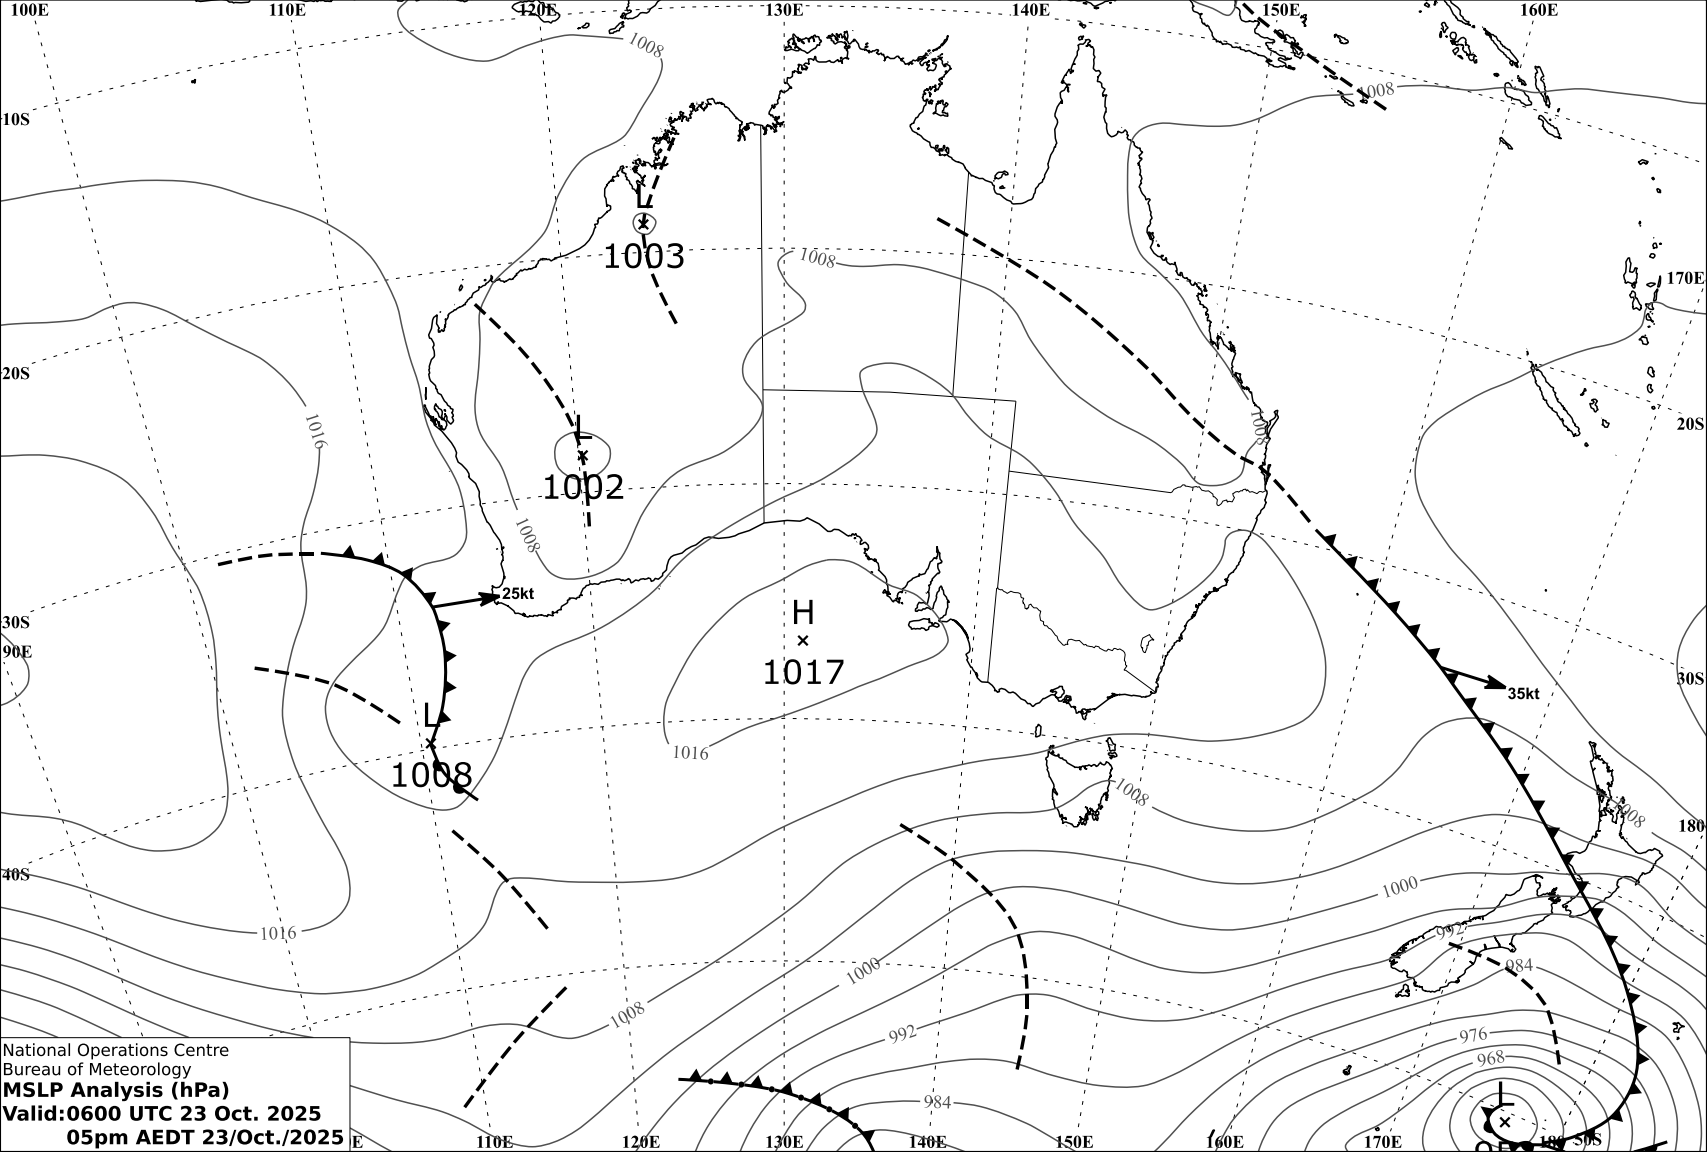 100E 110E 120E 130E 140E 150E 160E
1008
1008
10S
L
1003
1008
170E
20S
1016
L
1002
1008
20S
1008
25kt
30S
90E
H
1017
30S
35kt
L
1008
1016
1008
1008
180
40S
1016
1000
992
984
1000
1008
992
976
968
984
L
National Operations Centre
Bureau of Meteorology
MSLP Analysis (hPa)
Valid:0600 UTC 23 Oct. 2025
05pm AEDT 23/Oct./2025
E 110E 120E 130E 140E 150E 160E 170E 180 50S